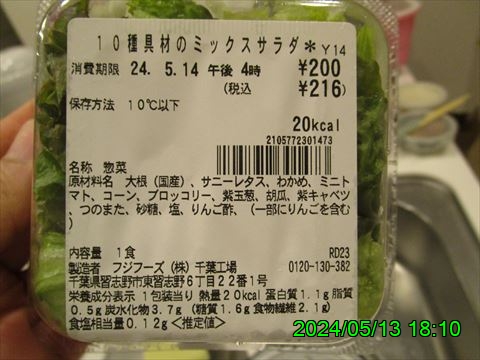 10種具材のミックスサラダ＊Y14
消費期限 24. 5.14 午後 4時 ¥200
(税込 ¥216)
保存方法 10℃以下
20kcal
2105772301473
名称 惣菜
原材料名 大根（国産）、サニーレタス、わかめ、ミニト
マト、コーン、ブロッコリー、紫玉葱、胡瓜、紫キャベツ
、つのまた、砂糖、塩、りんご酢、（一部にりんごを含む
）
内容量 1食 RD23
製造者 フジフーズ（株）千葉工場 0120-130-382
千葉県習志野市東習志野6丁目22番1号
栄養成分表示 1包装当り 熱量20kcal 蛋白質1.1g 脂質
0.5g 炭水化物3.7g （糖質1.6g 食物繊維2.1g）
食塩相当量0.12g <推定値>
2024/05/13 18:10